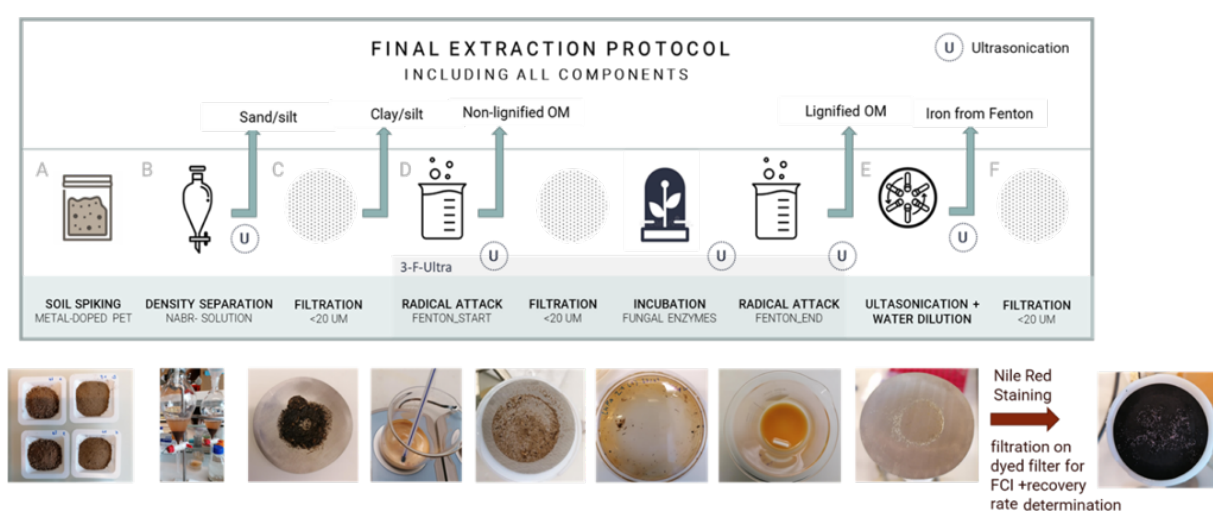 FINAL EXTRACTION PROTOCOL
INCLUDING ALL COMPONENTS
U Ultrasonication
Sand/silt
Clay/silt
Non-lignified OM
Lignified OM
Iron from Fenton
A
B
C
D
E
F
U
U
U
U
U
3-F-Ultra
SOIL SPIKING
METAL-DOPED PET
DENSITY SEPARATION
NABR- SOLUTION
FILTRATION
<20 UM
RADICAL ATTACK
FENTON_START
FILTRATION
<20 UM
INCUBATION
FUNGAL ENZYMES
RADICAL ATTACK
FENTON_END
ULTASONICATION +
WATER DILUTION
FILTRATION
<20 UM
Nile Red
Staining
filtration on
dyed filter for
FCI +recovery
rate determination